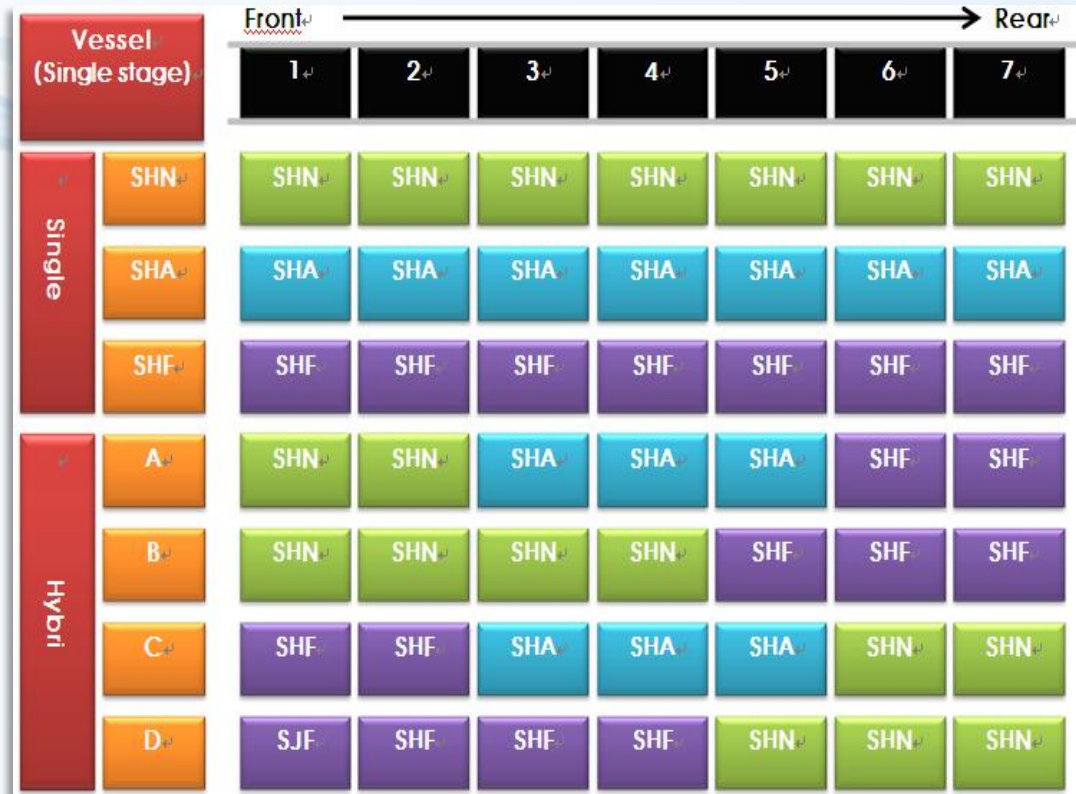 Front Rear
Vessel
(Single stage)
1 2 3 4 5 6 7
Single
SHN SHN SHN SHN SHN SHN SHN SHN
SHA SHA SHA SHA SHA SHA SHA SHA
SHF SHF SHF SHF SHF SHF SHF SHF
Hybri
A SHN SHN SHA SHA SHA SHF SHF
B SHN SHN SHN SHN SHF SHF SHF
C SHF SHF SHA SHA SHA SHN SHN
D SJF SHF SHF SHF SHN SHN SHN